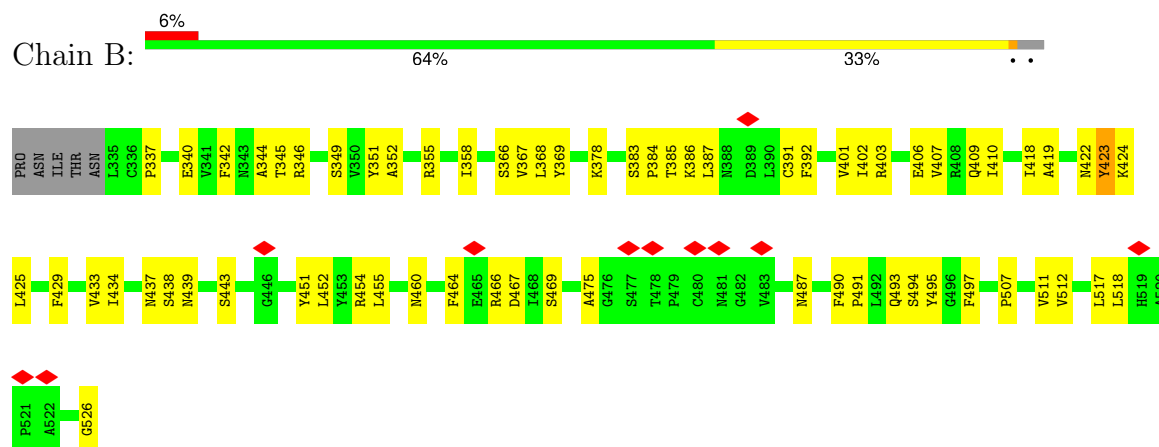 6%
Chain B:
64% 33% • •
PRO ASN ILE THR ASN L335 C336 P337 E340 V341 F342 N343 A344 T345 R346 S349 V350 Y351 A352 R355 I358 S366 V367 L368 Y369 K378 S383 P384 T385 K386 L387 N388 D389 L390 C391 F392 V401 I402 R403 E406 V407 R408 Q409 I410 I418 A419 N422 Y423 K424
L425 F429 V433 I434 N437 S438 N439 S443 G446 Y451 L452 Y453 R454 L455 N460 F464 E465 R466 D467 I468 S469 A475 G476 S477 T478 P479 C480 N481 G482 V483 N487 F490 P491 L492 Q493 S494 Y495 G496 F497 P507 V511 V512 L517 L518 H519
P521 A522 G526